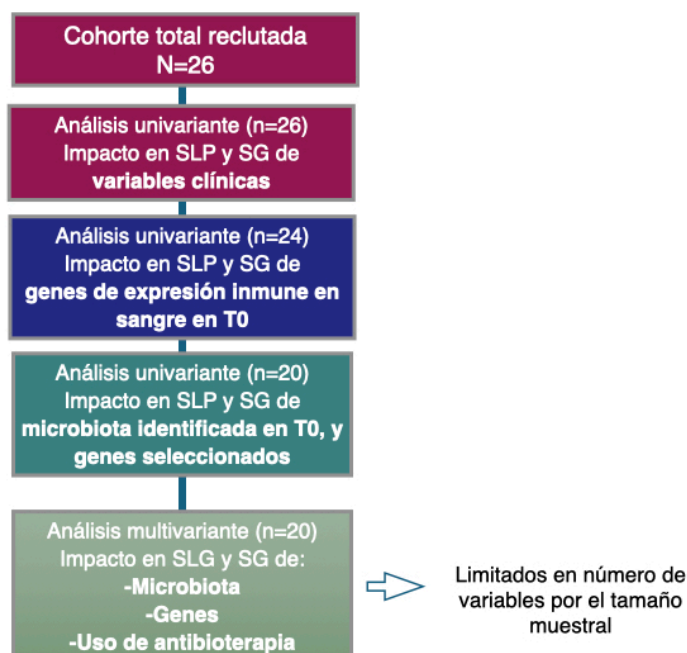 Cohorte total reclutada
N=26
Análisis univariante (n=26)
Impacto en SLP y SG de
variables clínicas
Análisis univariante (n=24)
Impacto en SLP y SG de
genes de expresión inmune en
sangre en T0
Análisis univariante (n=20)
Impacto en SLP y SG de
microbiota identificada en T0, y
genes seleccionados
Análisis multivariante (n=20)
Impacto en SLG y SG de:
-Microbiota
-Genes
-Uso de antibioterapia
Limitados en número de
variables por el tamaño
muestral